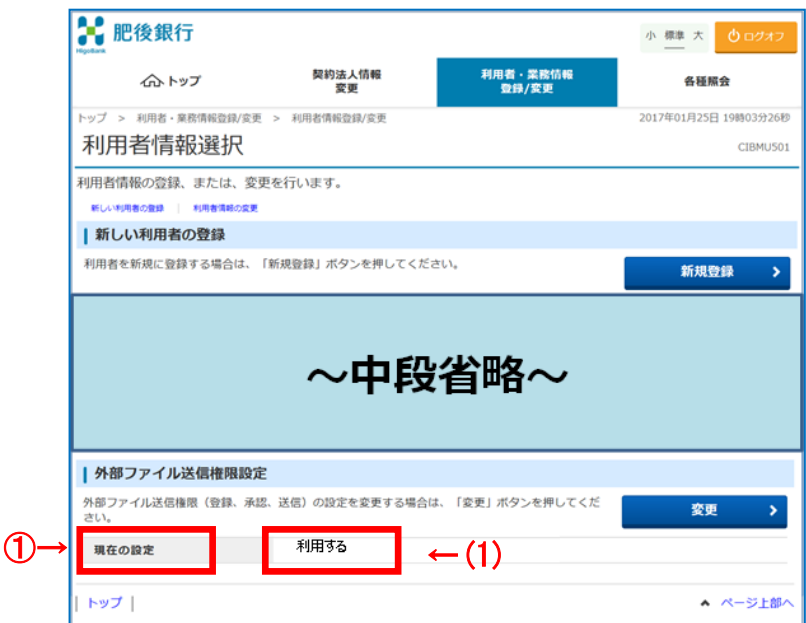 肥後銀行
HigoBank
小 標準 大
ログオフ
トップ
契約法人情報
変更
利用者・業務情報
登録/変更
各種照会
トップ > 利用者・業務情報登録/変更 > 利用者情報登録/変更
2017年01月25日 19時03分26秒
利用者情報選択
CIBMU501
利用者情報の登録、または、変更を行います。
新しい利用者の登録 | 利用者情報の変更
新しい利用者の登録
利用者を新規に登録する場合は、「新規登録」ボタンを押してください。
新規登録
～中段省略～
外部ファイル送信権限設定
外部ファイル送信権限（登録、承認、送信）の設定を変更する場合は、「変更」ボタンを押してくだ
さい。
変更
①→
現在の設定
利用する
←(1)
トップ |
ページ上部へ